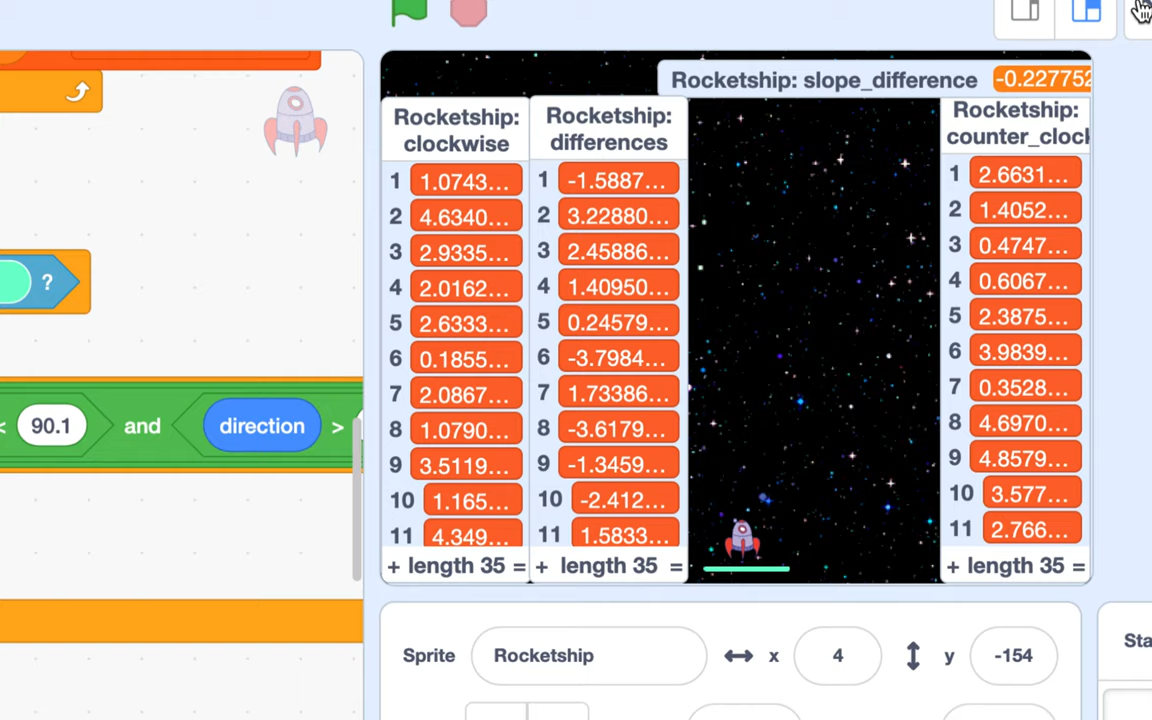 ?
<
90.1
and
direction
>
Rocketship: slope_difference
-0.227752
Rocketship:
clockwise
1 1.0743...
2 4.6340...
3 2.9335...
4 2.0162...
5 2.6333...
6 0.1855...
7 2.0867...
8 1.0790...
9 3.5119...
10 1.165...
11 4.349...
+ length 35 =
Rocketship:
differences
1 -1.5887...
2 3.22880...
3 2.45886...
4 1.40950...
5 0.24579...
6 -3.7984...
7 1.73386...
8 -3.6179...
9 -1.3459...
10 -2.412...
11 1.5833...
+ length 35 =
Rocketship:
counter_clock
1 2.6631...
2 1.4052...
3 0.4747...
4 0.6067...
5 2.3875...
6 3.9839...
7 0.3528...
8 4.6970...
9 4.8579...
10 3.577...
11 2.766...
+ length 35 =
Sprite Rocketship x 4 y -154
Sta